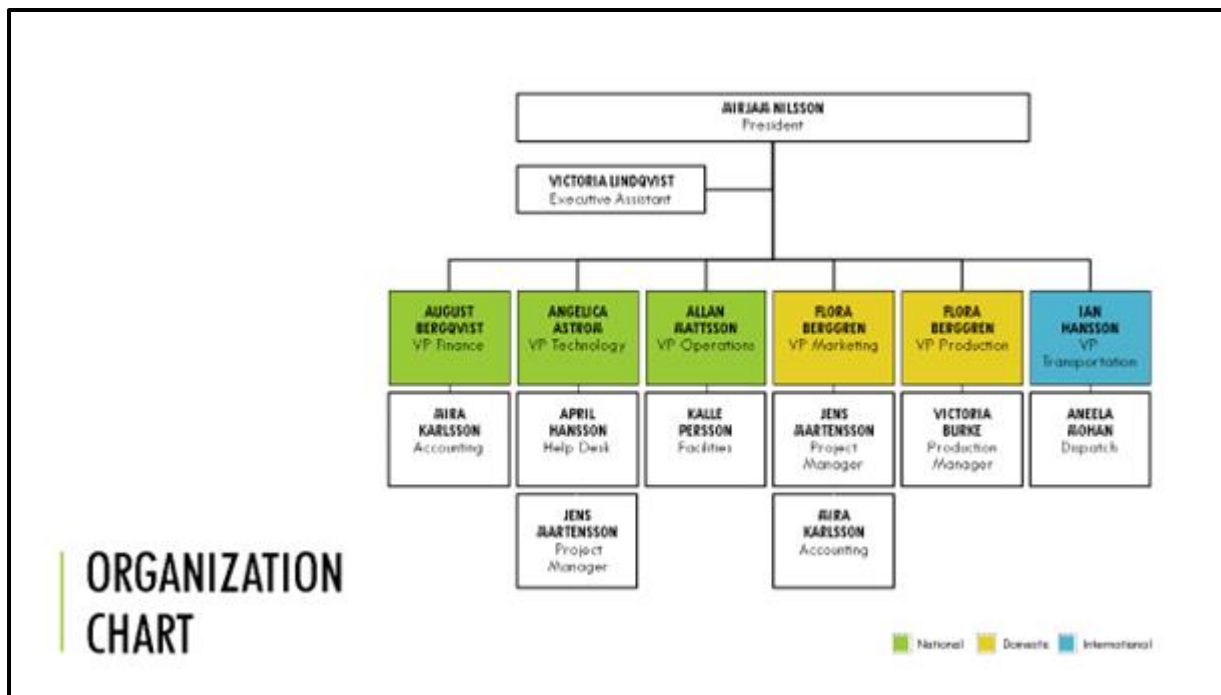 MIRJAM NILSSON
President
VICTORIA LINDQVIST
Executive Assistant
AUGUST
BERGQVIST
VP Finance
ANGELICA
ASTROM
VP Technology
ALLAN
MATTSSON
VP Operations
FLORA
BERGGREN
VP Marketing
FLORA
BERGGREN
VP Production
IAN
HANSSON
VP
Transportation
MIRA
KARLSSON
Accounting
APRIL
HANSSON
Help Desk
KALLE
PERSSON
Facilities
JENS
MARTENSSON
Project
Manager
VICTORIA
BURKE
Production
Manager
ANEELA
MOHAN
Dispatch
JENS
MARTENSSON
Project
Manager
MIRA
KARLSSON
Accounting
ORGANIZATION
CHART
National
Domestic
International